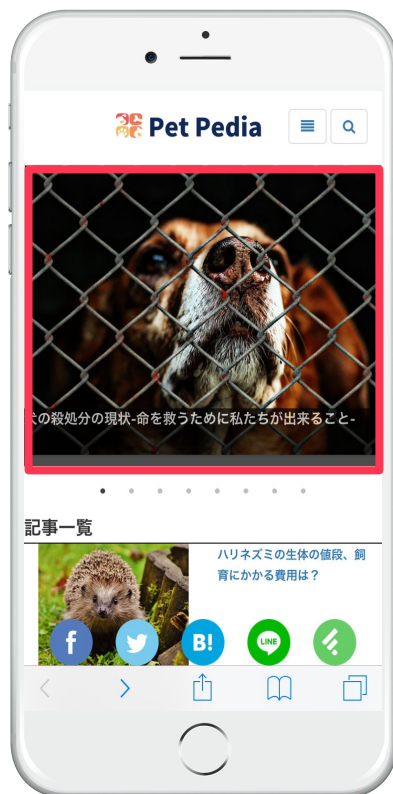 Pet Pedia
犬の殺処分の現状-命を救うために私たちが出来ること-
記事一覧
ハリネズミの生体の値段、飼
育にかかる費用は？
f
B!
LINE